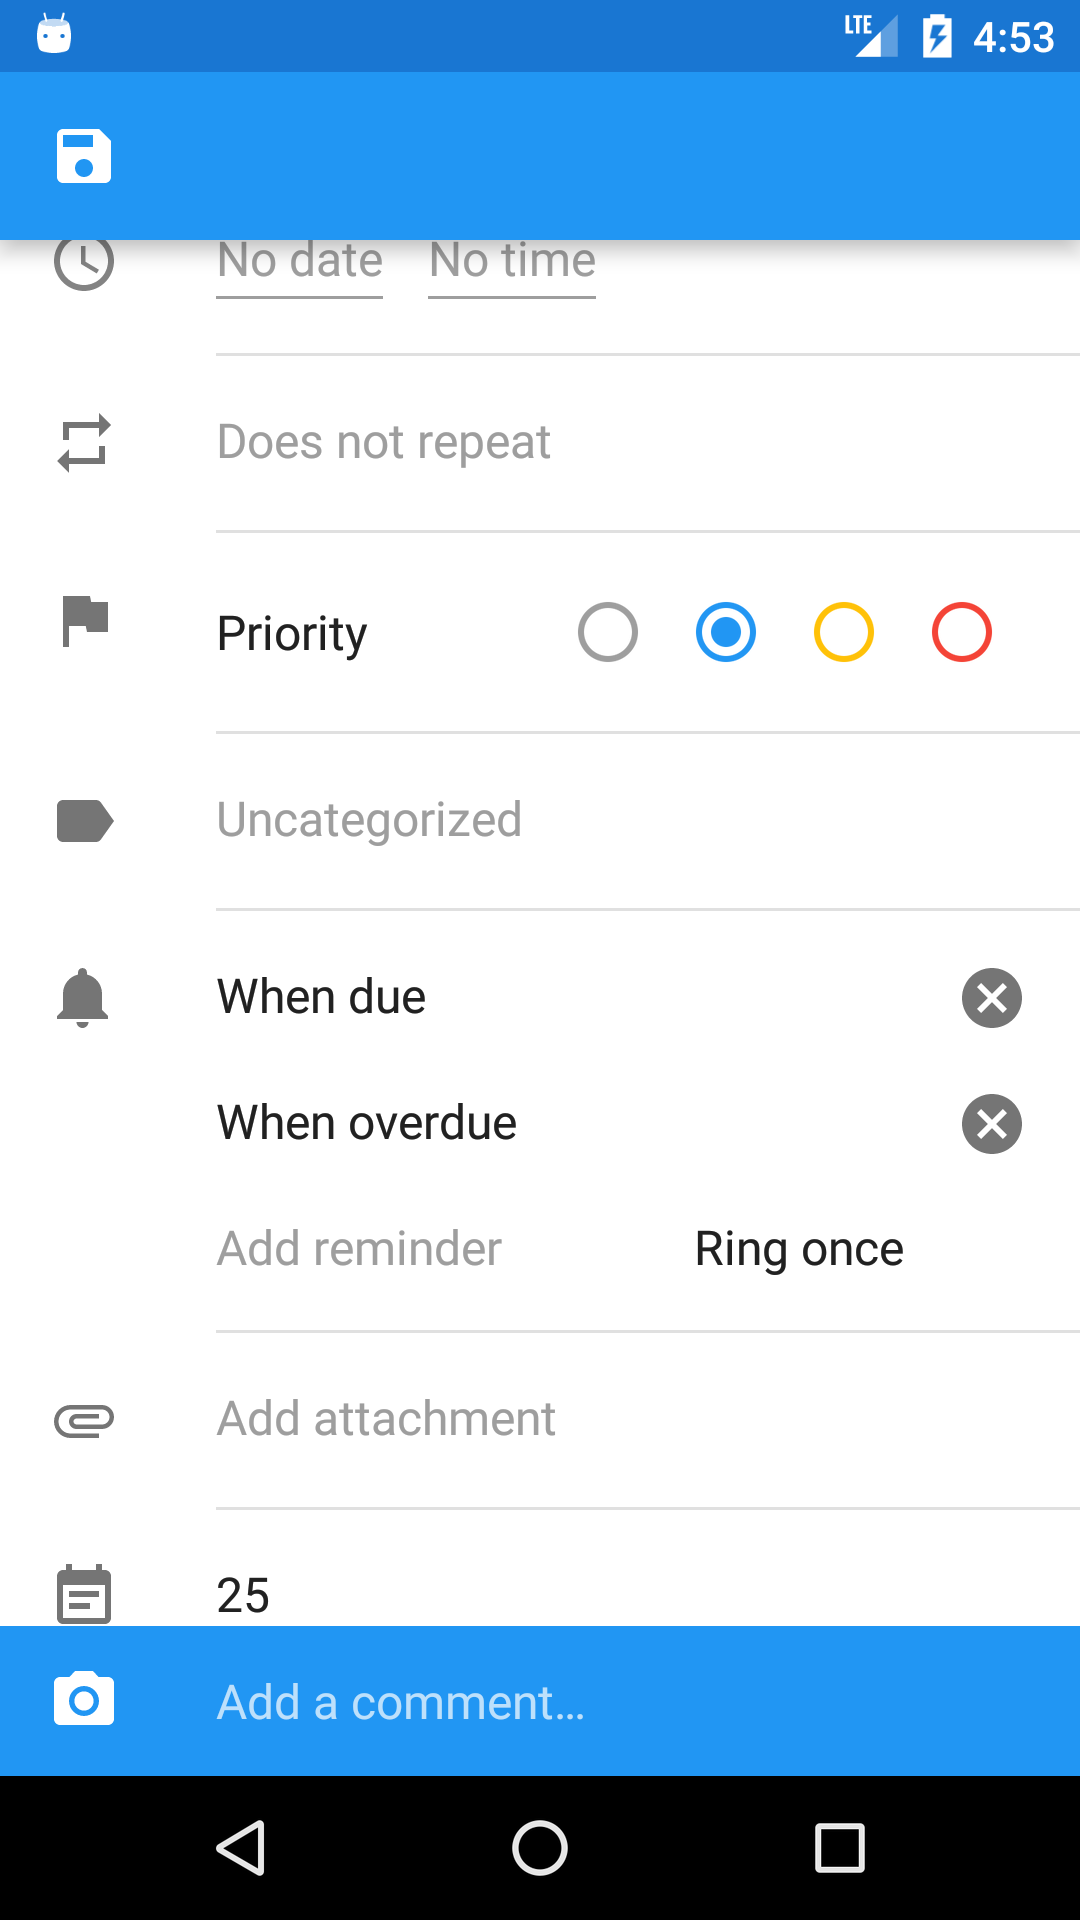 LTE 4:53
No date No time
Does not repeat
Priority
Uncategorized
When due
When overdue
Add reminder Ring once
Add attachment
25
Add a comment…